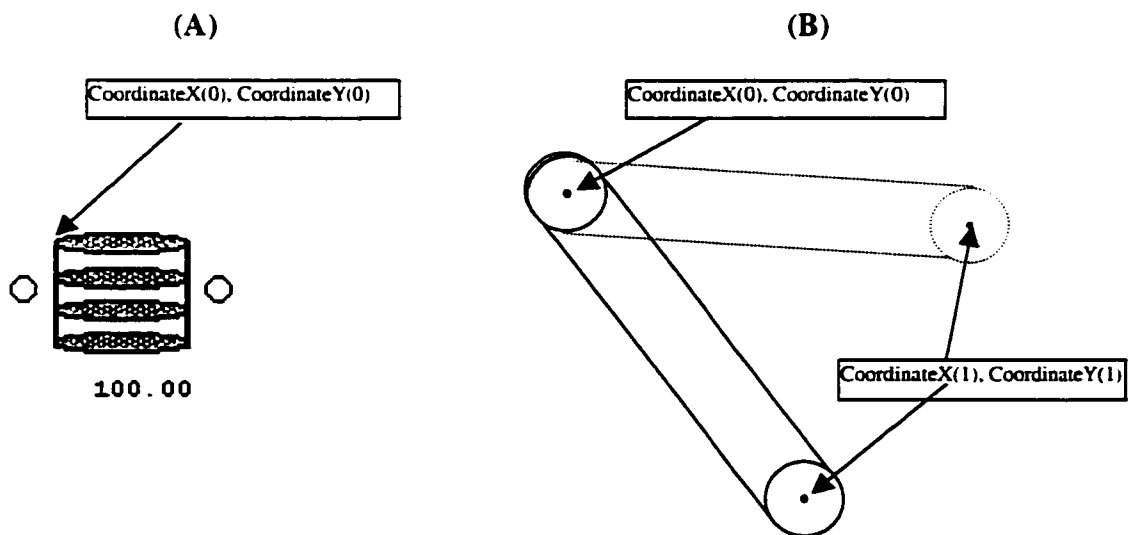 (A)
(B)
CoordinateX(0), CoordinateY(0)
CoordinateX(0), CoordinateY(0)
100.00
CoordinateX(1), CoordinateY(1)